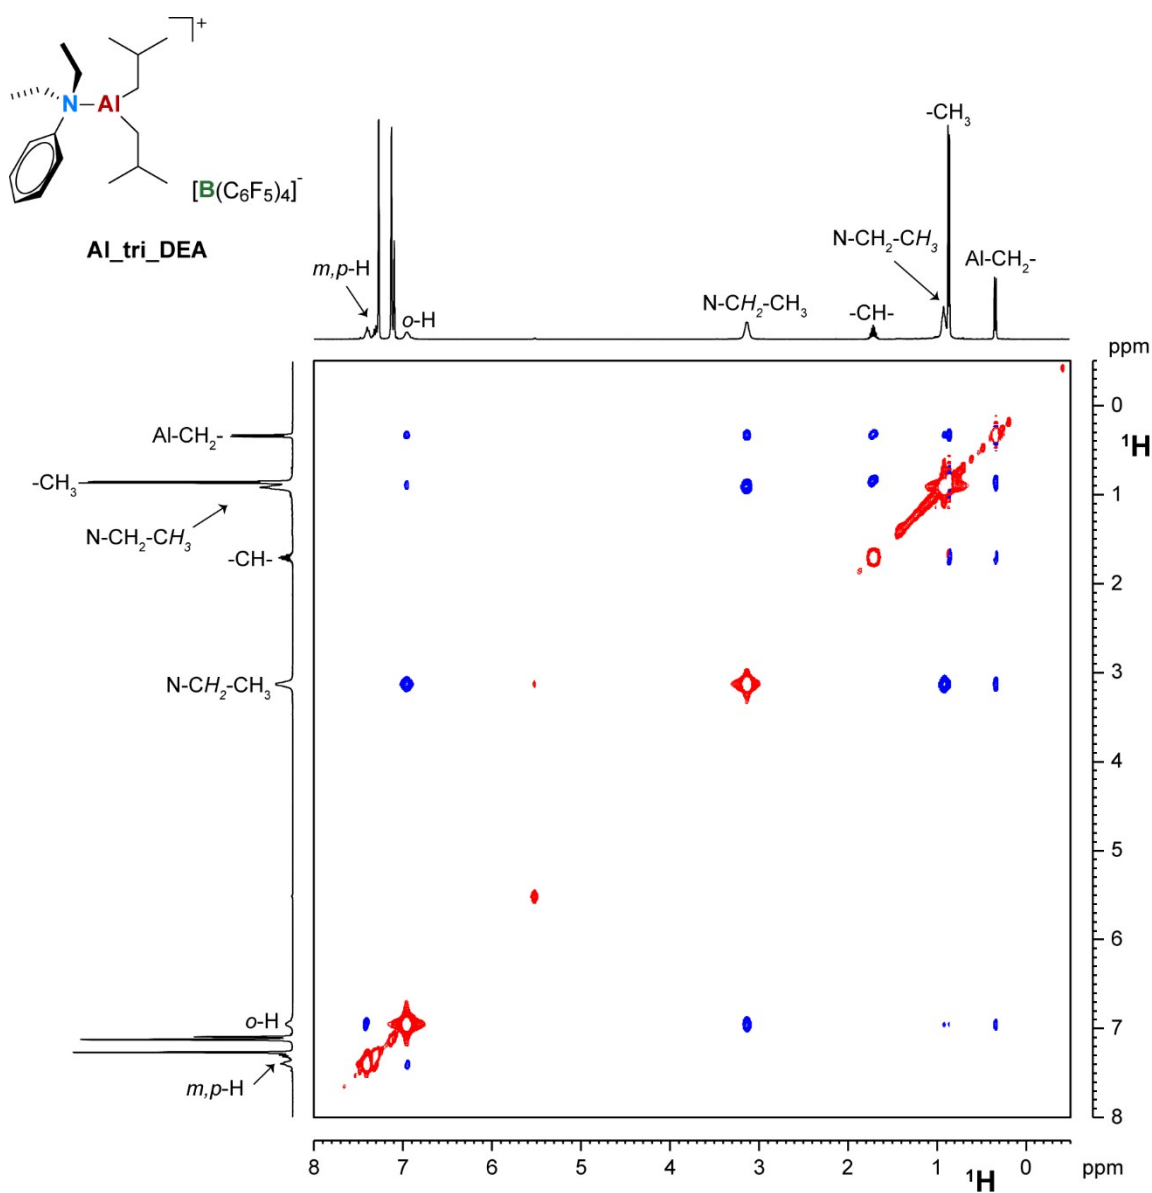 +
N
Al
[B(C6F5)4]-
Al_tri_DEA
-CH3
N-CH2-CH3
Al-CH2-
m,p-H
o-H
N-CH2-CH3
-CH-
ppm
Al-CH2-
-CH3
N-CH2-CH3
-CH-
N-CH2-CH3
o-H
m,p-H
0
1H
1
2
3
4
5
6
7
8
8 7 6 5 4 3 2 1 0 ppm
1H